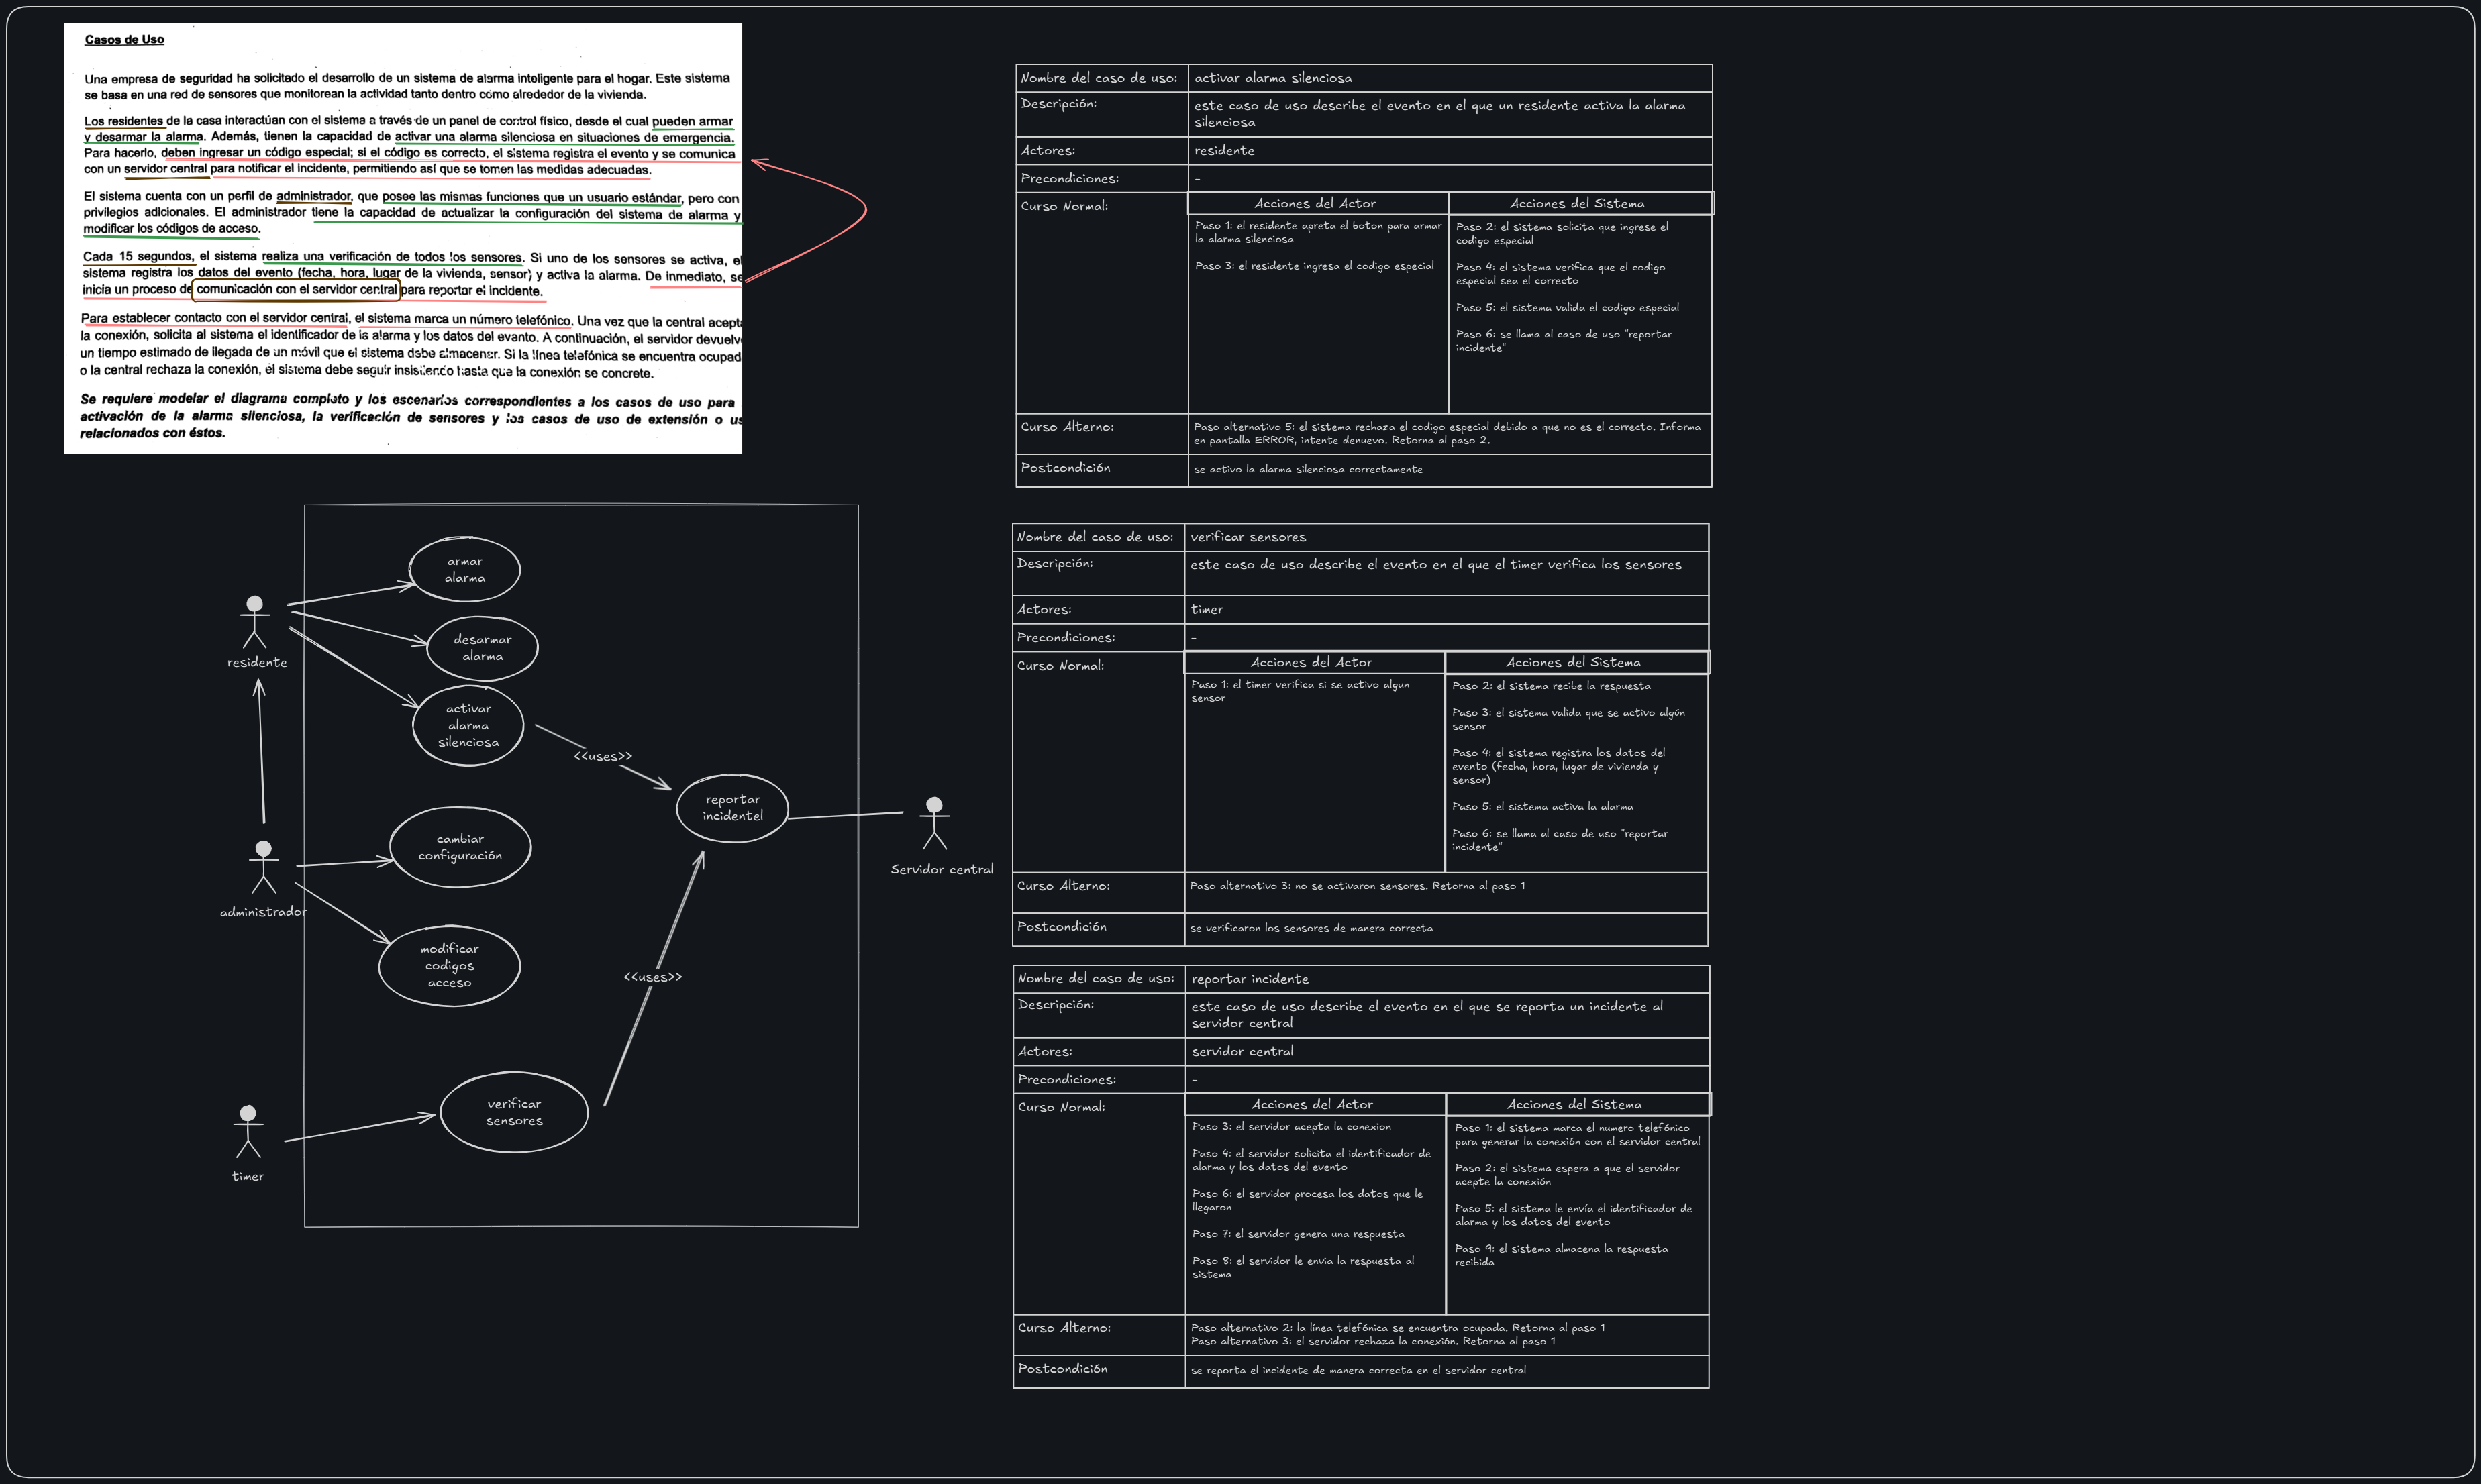 Casos de Uso
Una empresa de seguridad ha solicitado el desarrollo de un sistema de alarma inteligente para el hogar. Este sistema
se basa en una red de sensores que monitorean la actividad tanto dentro como alrededor de la vivienda.
Los residentes de la casa interactúan con el sistema a través de un panel de control físico, desde el cual pueden armar
y desarmar la alarma. Además, tienen la capacidad de activar una alarma silenciosa en situaciones de emergencia.
Para hacerlo, deben ingresar un código especial; si el código es correcto, el sistema registra el evento y se comunica
con un servidor central para notificar el incidente, permitiendo así que se tomen las medidas adecuadas.
El sistema cuenta con un perfil de administrador, que posee las mismas funciones que un usuario estándar, pero con
privilegios adicionales. El administrador tiene la capacidad de actualizar la configuración del sistema de alarma y
modificar los códigos de acceso.
Cada 15 segundos, el sistema realiza una verificación de todos los sensores. Si uno de los sensores se activa, el
sistema registra los datos del evento (fecha, hora, lugar de la vivienda, sensor) y activa la alarma. De inmediato, se
inicia un proceso de comunicación con el servidor central para reportar el incidente.
Para establecer contacto con el servidor central, el sistema marca un número telefónico. Una vez que la central acepta
la conexión, solicita al sistema el identificador de la alarma y los datos del evento. A continuación, el servidor devuelve
un tiempo estimado de llegada de un móvil que el sistema debe almacenar. Si la línea telefónica se encuentra ocupad
o la central rechaza la conexión, el sistema debe seguir insistiendo hasta que la conexión se concrete.
Se requiere modelar el diagrama completo y los escenarios correspondientes a los casos de uso para
activación de la alarma silenciosa, la verificación de sensores y los casos de uso de extensión o us
relacionados con éstos.
armar
alarma
desarmar
alarma
residente
activar
alarma
silenciosa
<<uses>>
reportar
incidentel
Servidor central
cambiar
configuración
administrador
modificar
codigos
acceso
<<uses>>
verificar
sensores
timer
Nombre del caso de uso: activar alarma silenciosa
Descripción: este caso de uso describe el evento en el que un residente activa la alarma
silenciosa
Actores: residente
Precondiciones: -
Curso Normal: Acciones del Actor Acciones del Sistema
Paso 1: el residente apreta el boton para armar
la alarma silenciosa
Paso 3: el residente ingresa el codigo especial
Paso 2: el sistema solicita que ingrese el
codigo especial
Paso 4: el sistema verifica que el codigo
especial sea el correcto
Paso 5: el sistema valida el codigo especial
Paso 6: se llama al caso de uso "reportar
incidente"
Curso Alterno: Paso alternativo 5: el sistema rechaza el codigo especial debido a que no es el correcto. Informa
en pantalla ERROR, intente denuevo. Retorna al paso 2.
Postcondición se activo la alarma silenciosa correctamente
Nombre del caso de uso: verificar sensores
Descripción: este caso de uso describe el evento en el que el timer verifica los sensores
Actores: timer
Precondiciones: -
Curso Normal: Acciones del Actor Acciones del Sistema
Paso 1: el timer verifica si se activo algun
sensor
Paso 2: el sistema recibe la respuesta
Paso 3: el sistema valida que se activo algún
sensor
Paso 4: el sistema registra los datos del
evento (fecha, hora, lugar de vivienda y
sensor)
Paso 5: el sistema activa la alarma
Paso 6: se llama al caso de uso "reportar
incidente"
Curso Alterno: Paso alternativo 3: no se activaron sensores. Retorna al paso 1
Postcondición se verificaron los sensores de manera correcta
Nombre del caso de uso: reportar incidente
Descripción: este caso de uso describe el evento en el que se reporta un incidente al
servidor central
Actores: servidor central
Precondiciones: -
Curso Normal: Acciones del Actor Acciones del Sistema
Paso 3: el servidor acepta la conexion
Paso 4: el servidor solicita el identificador de
alarma y los datos del evento
Paso 6: el servidor procesa los datos que le
llegaron
Paso 7: el servidor genera una respuesta
Paso 8: el servidor le envia la respuesta al
sistema
Paso 1: el sistema marca el numero telefónico
para generar la conexión con el servidor central
Paso 2: el sistema espera a que el servidor
acepte la conexión
Paso 5: el sistema le envía el identificador de
alarma y los datos del evento
Paso 9: el sistema almacena la respuesta
recibida
Curso Alterno: Paso alternativo 2: la línea telefónica se encuentra ocupada. Retorna al paso 1
Paso alternativo 3: el servidor rechaza la conexión. Retorna al paso 1
Postcondición se reporta el incidente de manera correcta en el servidor central